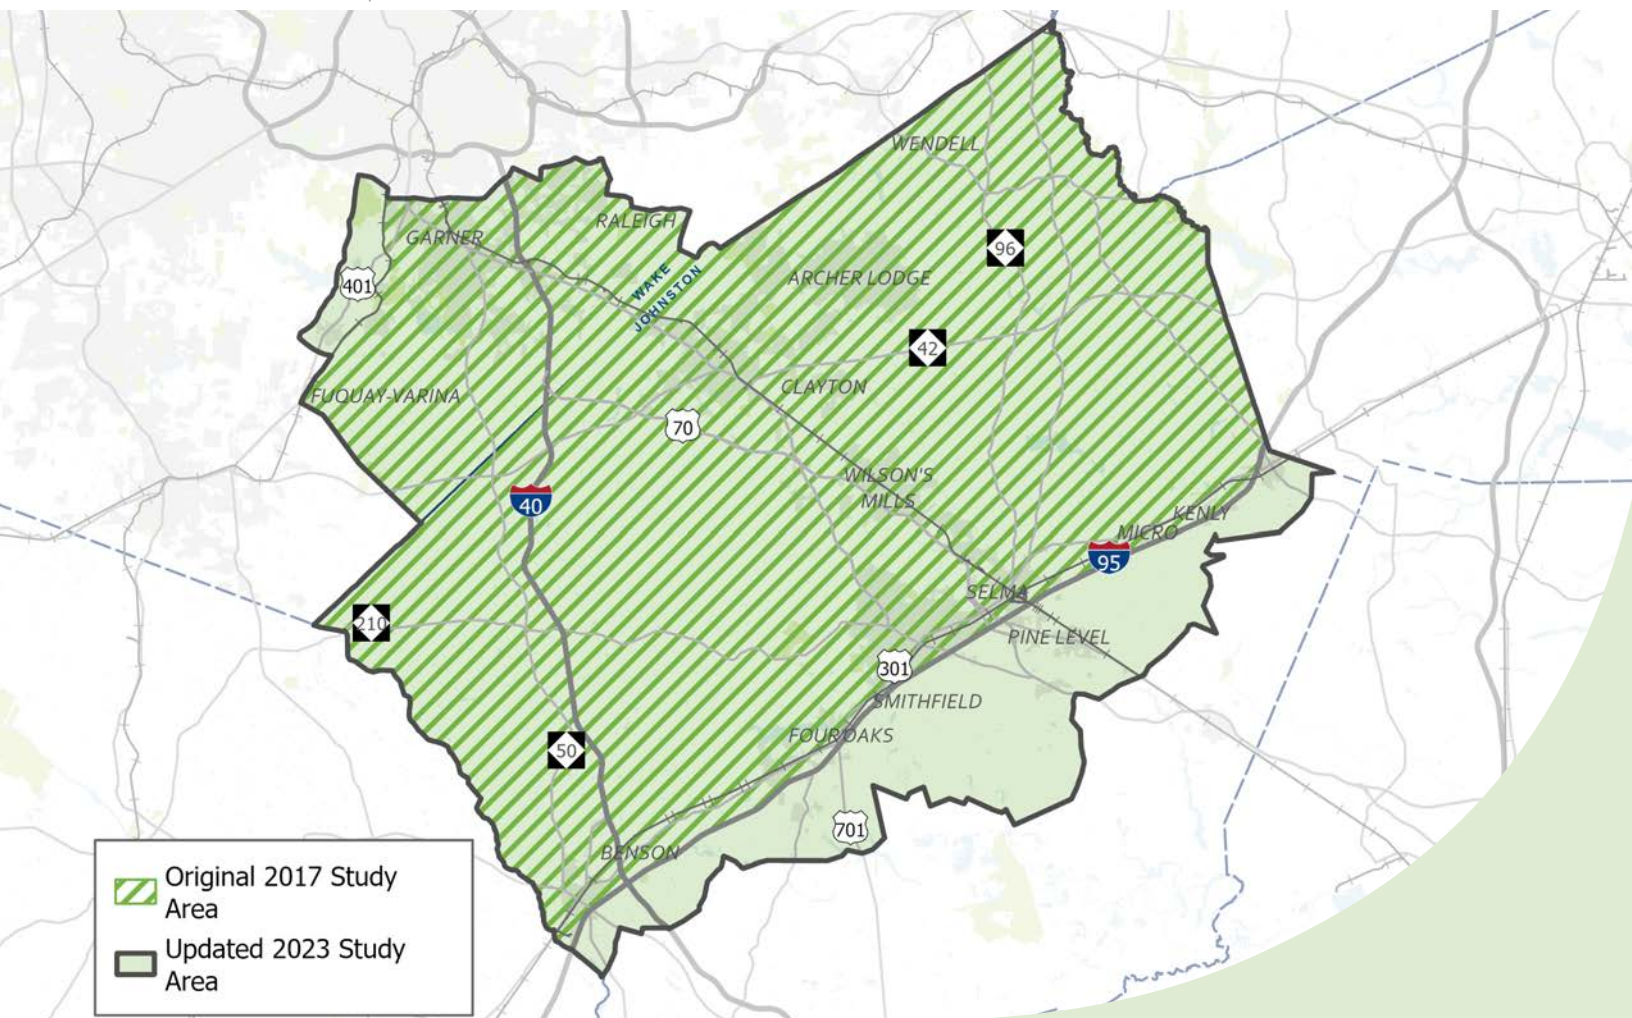 WENDELL
RALEIGH
GARNER
96
WAKE
JOHNSTON
ARCHER LODGE
401
42
CLAYTON
FUQUAY-VARINA
70
WILSON'S
MILLS
40
KENLY
MICRO
95
SELMA
210
PINE LEVEL
301
SMITHFIELD
FOUR OAKS
50
701
BENSON
Original 2017 Study
Area
Updated 2023 Study
Area